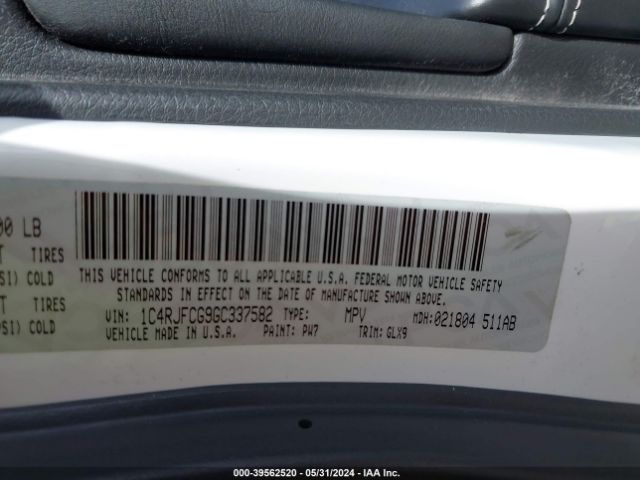 00 LB
T TIRES
SI) COLD
T TIRES
PSI) COLD
THIS VEHICLE CONFORMS TO ALL APPLICABLE U.S.A. FEDERAL MOTOR VEHICLE SAFETY
STANDARDS IN EFFECT ON THE DATE OF MANUFACTURE SHOWN ABOVE.
VIN: 1C4RJFCG9GC337582 TYPE: MPV MDH:021804 511AB
VEHICLE MADE IN U.S.A. PAINT: PW7 TRIM: GLX9
000-39562520 - 05/31/2024 - IAA Inc.